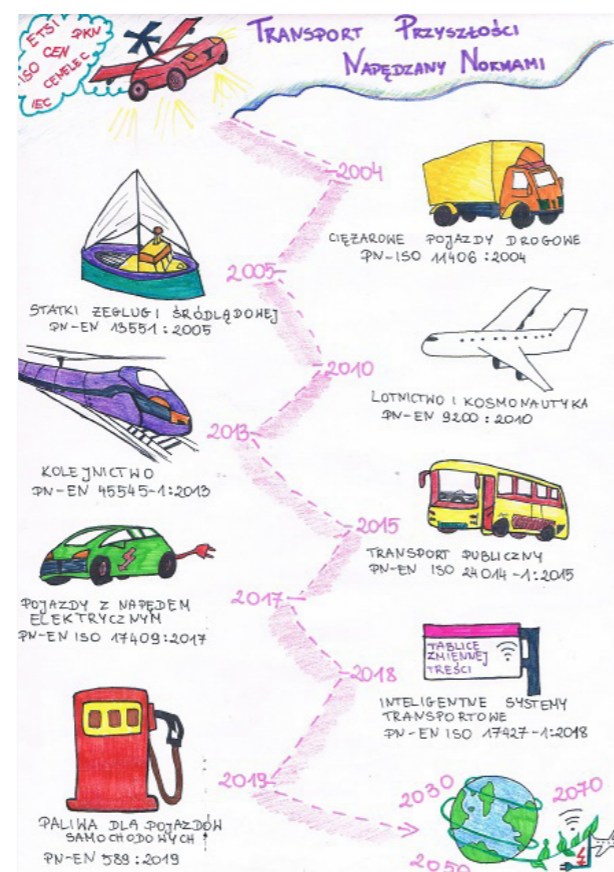 ETSI
PKN
ISO
CEN
CENELEC
IEC
TRANSPORT PRZYSZŁOŚCI
NAPĘDZANY NORMAMI
2004
CIĘŻAROWE POJAZDY DROGOWE
PN-ISO 11406:2004
2005
STATKI ŻEGLUGI ŚRÓDLĄDOWEJ
PN-EN 13551:2005
2010
LOTNICTWO I KOSMONAUTYKA
PN-EN 9200:2010
2013
KOLEJNICTWO
PN-EN 45545-1:2013
2015
TRANSPORT PUBLICZNY
PN-EN ISO 24014-1:2015
2017
POJAZDY Z NAPĘDEM
ELEKTRYCZNYM
PN-EN ISO 17409:2017
2018
TABLICE
ZMIENNEJ
TREŚCI
INTELIGENTNE SYSTEMY
TRANSPORTOWE
PN-EN ISO 17427-1:2018
2019
PALIWA DLA POJAZDÓW
SAMOCHODOWYCH
PN-EN 589:2019
2030
2070
2050